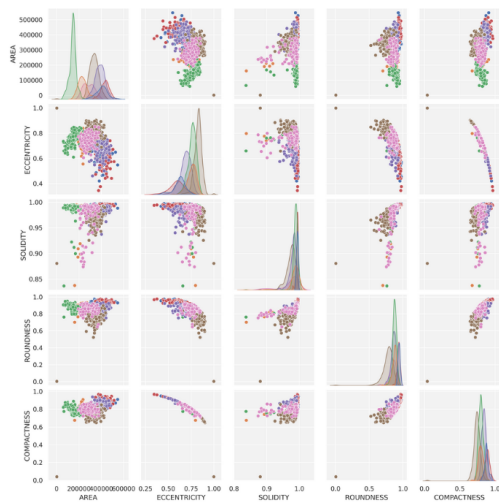 500000
400000
300000
200000
100000
0
AREA
1.0
0.8
0.6
0.4
ECCENTRICITY
1.00
0.95
0.90
0.85
SOLIDITY
1.0
0.8
0.6
0.4
0.2
0.0
ROUNDNESS
1.0
0.8
0.6
0.4
0.2
0.0
COMPACTNESS
0 200000 400000 600000
0.25 0.50 0.75 1.00
0.8 0.9 1.0
0.0 0.5 1.0
0.0 0.5 1.0
AREA ECCENTRICITY SOLIDITY ROUNDNESS COMPACTNESS